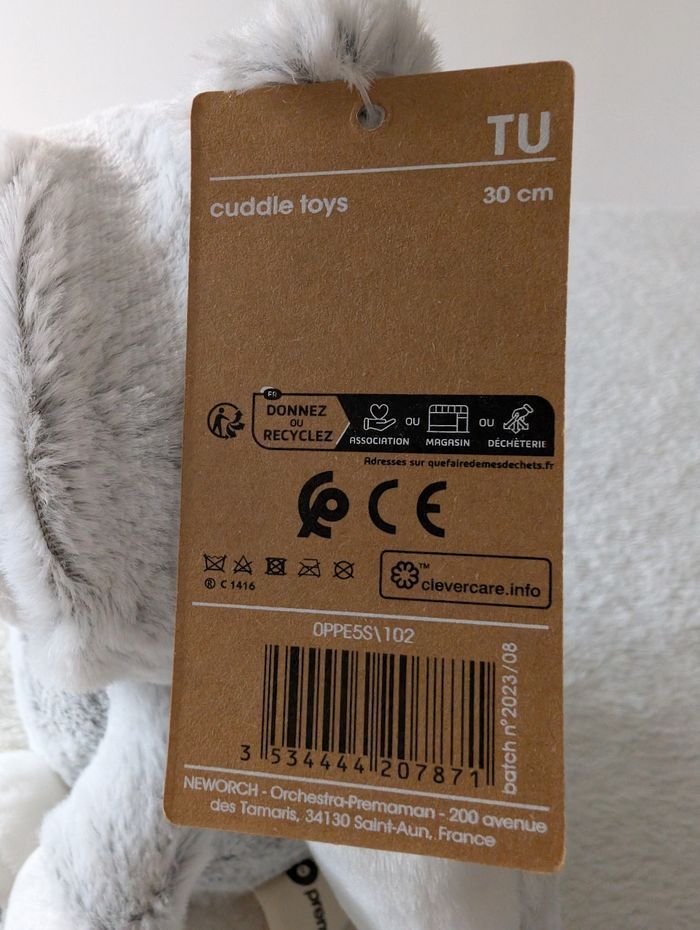 TU
cuddle toys 30 cm
FR
DONNEZ
OU
RECYCLEZ
ASSOCIATION OU MAGASIN OU DÉCHÈTERIE
Adresses sur quefairedemesdechets.fr
CE
® C 1416
clevercare.info™
0PPE5S\102
3 534444 207871
batch n°2023/08
NEWORCH - Orchestra-Premaman - 200 avenue
des Tamaris, 34130 Saint-Aun, France
prem